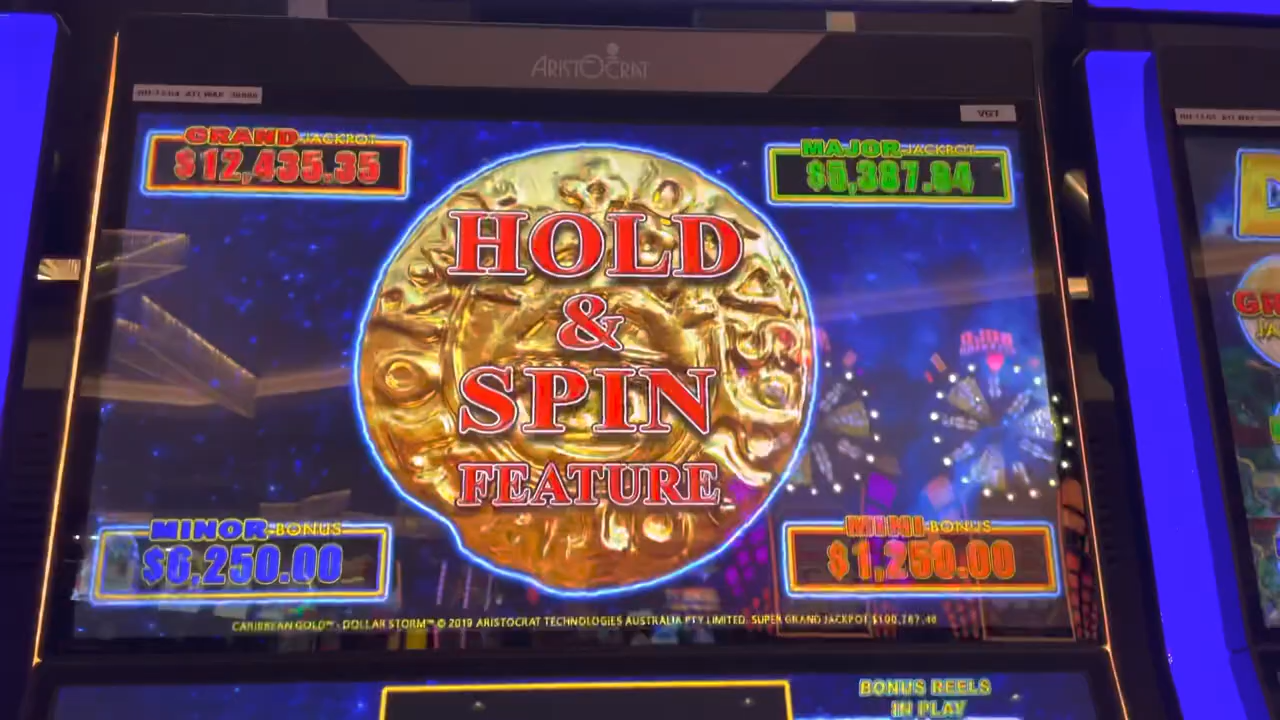 ARISTOCRAT
VGT
GRAND JACKPOT
$12,435.35
MAJOR JACKPOT
$5,387.84
HOLD
&
SPIN
FEATURE
MINOR BONUS
$6,250.00
MINI BONUS
$1,250.00
CARIBBEAN GOLD™ - DOLLAR STORM™ © 2019 ARISTOCRAT TECHNOLOGIES AUSTRALIA PTY LIMITED. SUPER GRAND JACKPOT $100,787.40
BONUS REELS
IN PLAY